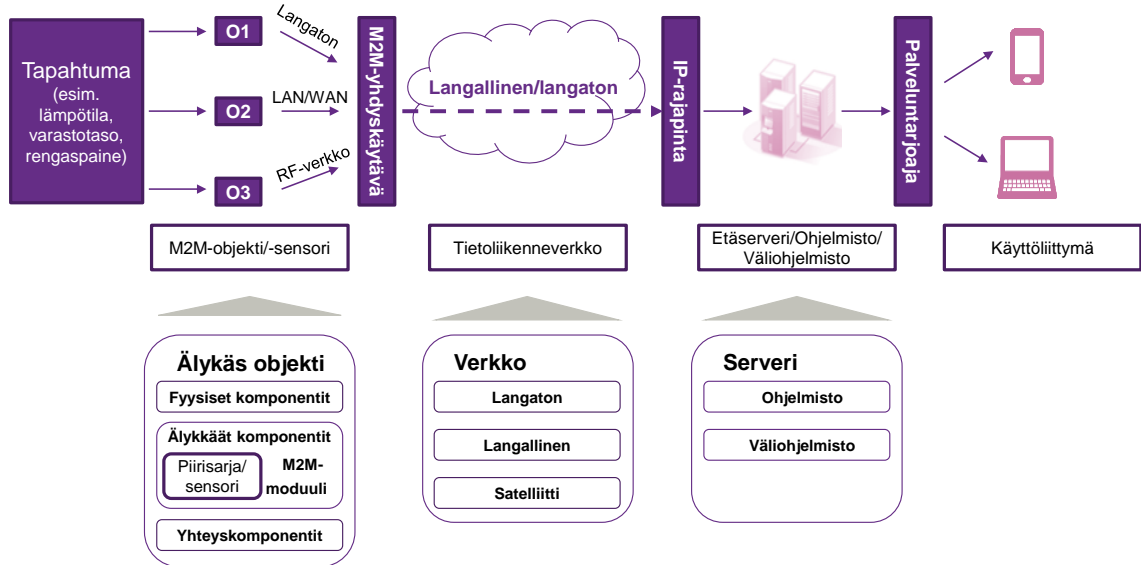 Tapahtuma
(esim.
lämpötila,
varastotaso,
rengaspaine)
O1
O2
O3
Langaton
LAN/WAN
RF-verkko
M2M-yhdyskäytävä
Langallinen/langaton
IP-rajapinta
Palveluntarjoaja
M2M-objekti/-sensori
Tietoliikenneverkko
Etäserveri/Ohjelmisto/
Väliohjelmisto
Käyttöliittymä
Älykäs objekti
Fyysiset komponentit
Älykkäät komponentit
Piirisarja/
sensori
M2M-
moduuli
Yhteyskomponentit
Verkko
Langaton
Langallinen
Satelliitti
Serveri
Ohjelmisto
Väliohjelmisto